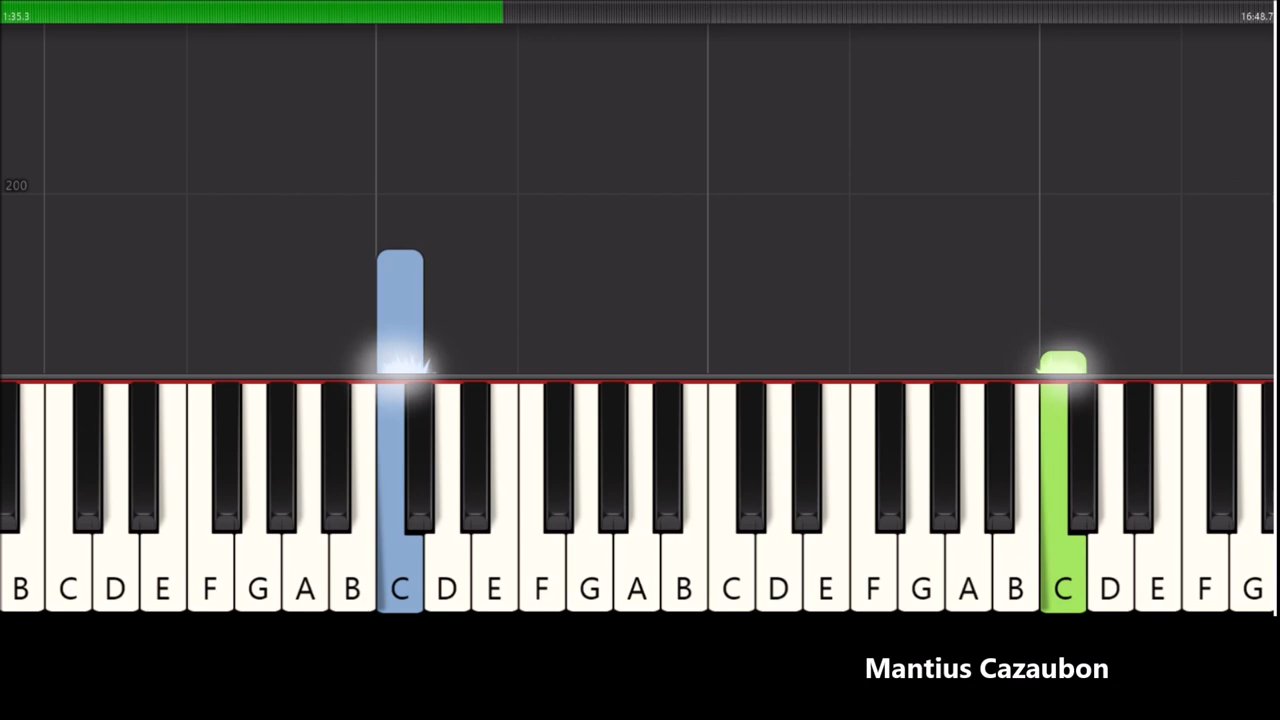 1:35.3 16:48.7
200
B C D E F G A B C D E F G A B C D E F G A B C D E F G
Mantius Cazaubon